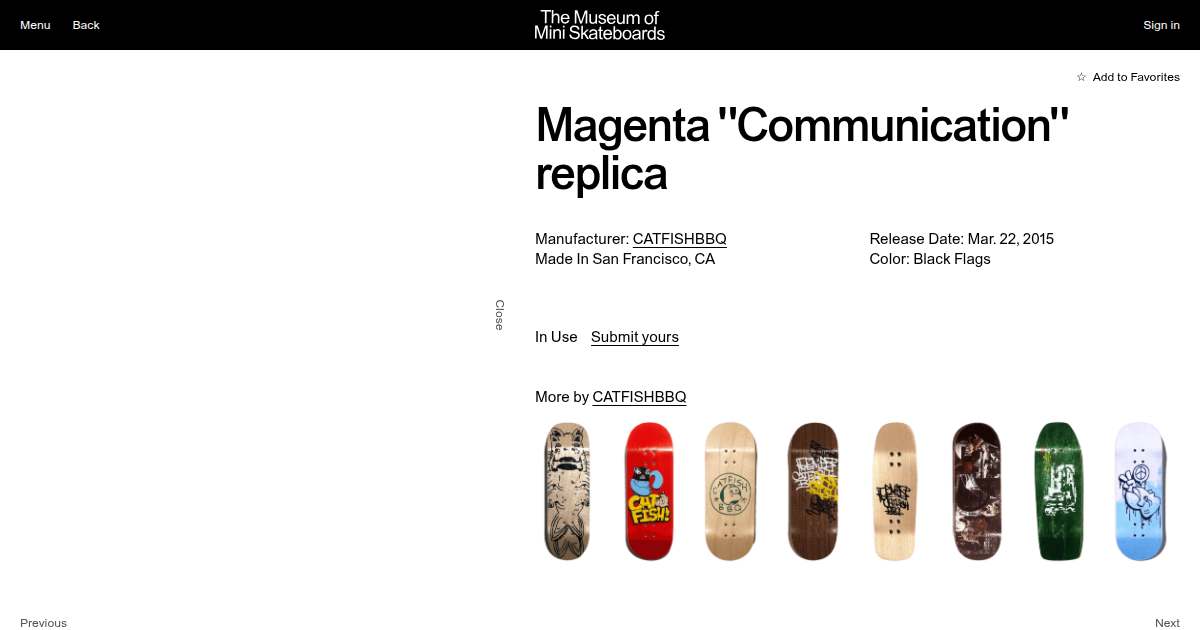 Menu
Back
The Museum of
Mini Skateboards
Sign in
☆ Add to Favorites
Magenta "Communication"
replica
Manufacturer: CATFISHBBQ
Made In San Francisco, CA
Release Date: Mar. 22, 2015
Color: Black Flags
Close
In Use
Submit yours
More by CATFISHBBQ
CAT
FISH!
CATFISH
BBQ
Previous
Next